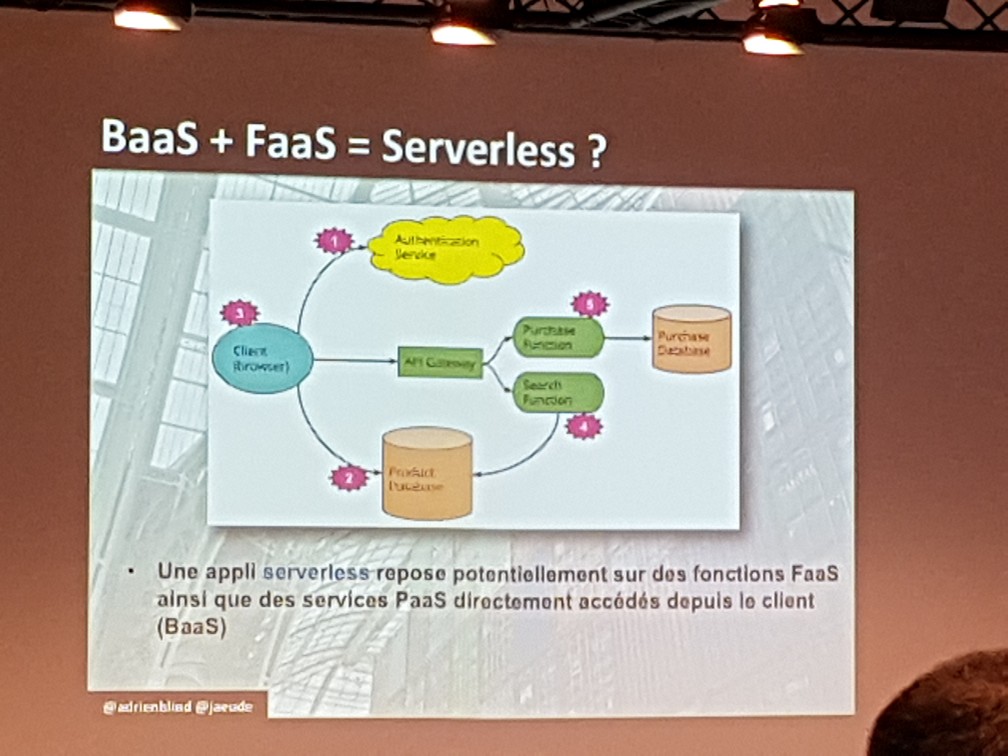 BaaS + FaaS = Serverless ?
1
Authentication
Service
3
Client
(Browser)
API Gateway
5
Purchase
Function
Purchase
Database
Search
Function
4
2
Product
Database
• Une appli serverless repose potentiellement sur des fonctions FaaS
ainsi que des services PaaS directement accédés depuis le client
(BaaS)
@adrienblind @jaeude